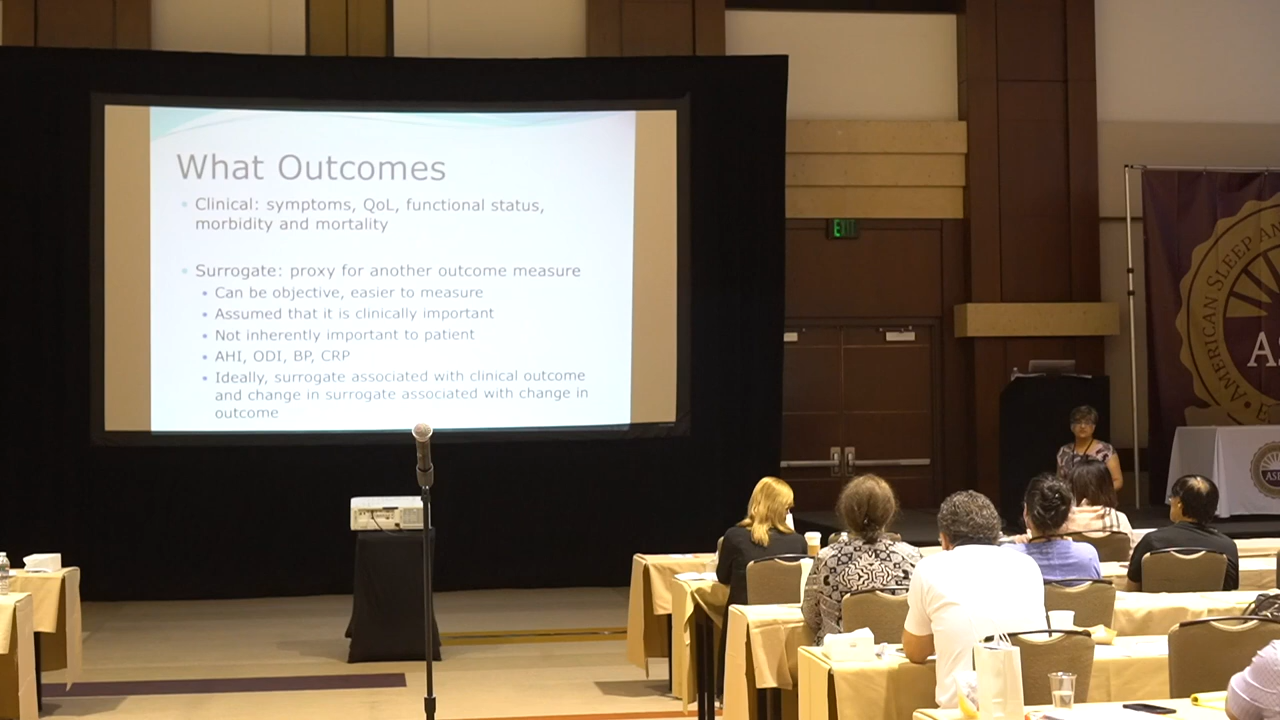 What Outcomes
• Clinical: symptoms, QoL, functional status,
morbidity and mortality
• Surrogate: proxy for another outcome measure
• Can be objective, easier to measure
• Assumed that it is clinically important
• Not inherently important to patient
• AHI, ODI, BP, CRP
• Ideally, surrogate associated with clinical outcome
and change in surrogate associated with change in
outcome
EXIT
AMERICAN SLEEP AN
AS